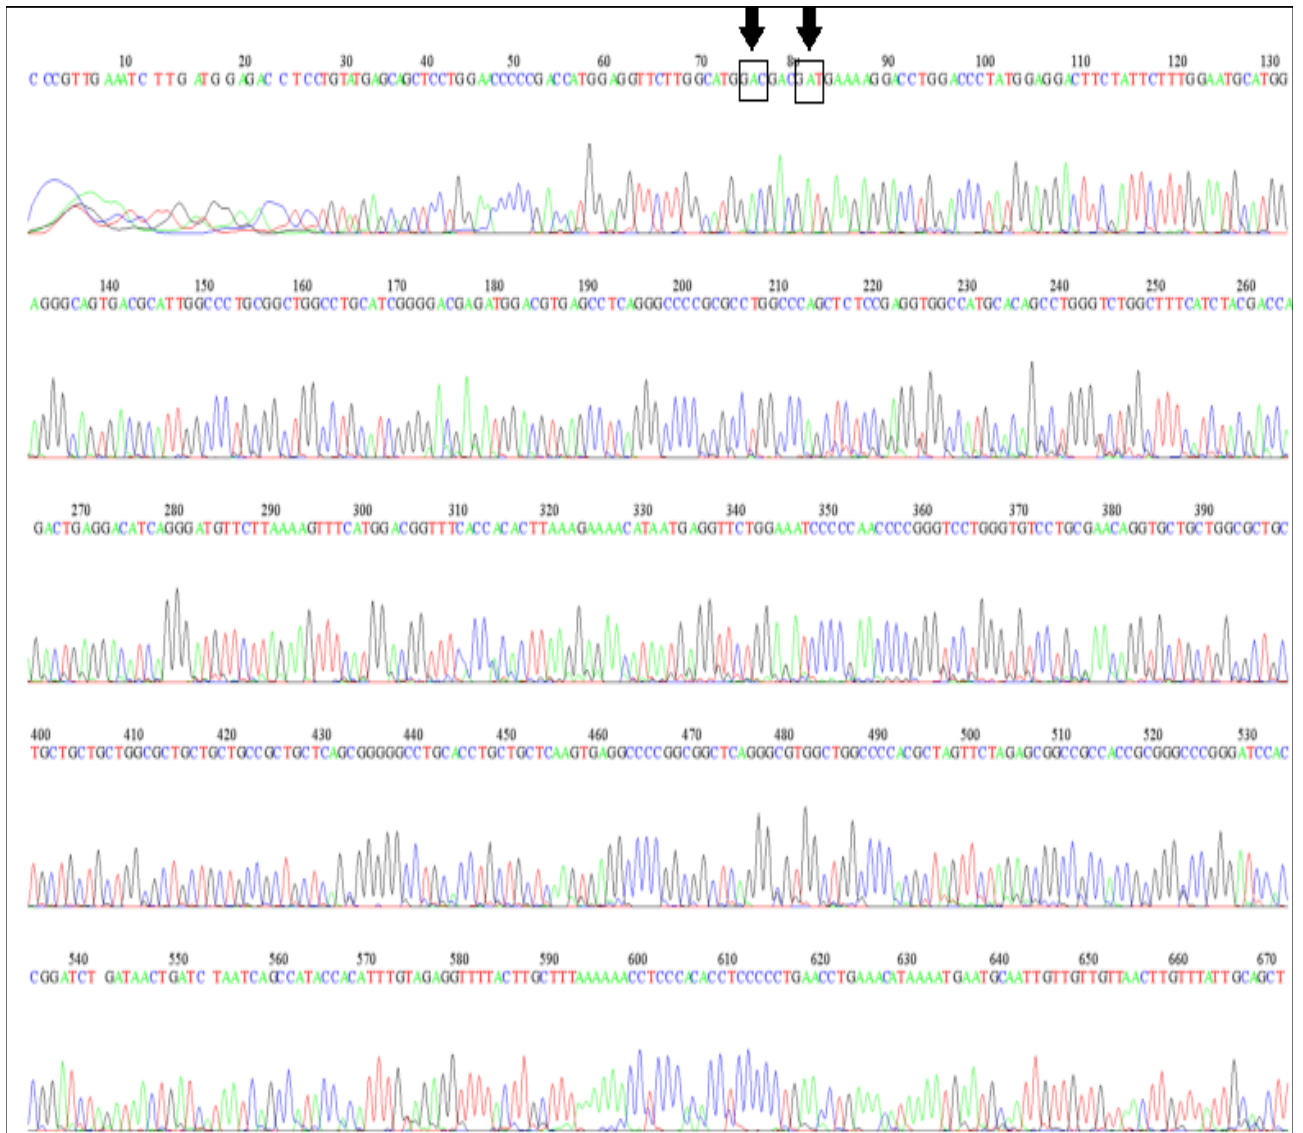 10 20 30 40 50 60 70 80 90 100 110 120 130
C CCGTTG AAATC TTG ATGG AGACC CTCCTGTATGAGCAGCTCCTGGAACCCCCGACCATGGAGGTTCTTGGCATGGACGACGATGAAAAGGACCTGGACCCTATGGAGGACTTCTATTCTTTGGAATGCATGG
140 150 160 170 180 190 200 210 220 230 240 250 260
AGGGCAGTGACGCATTGGCCCTGCGGCTGGCCTGCATCGGGGACGAGATGGACGTGAGCCTCAGGGCCCCGCGCCTGGCCCAGCTCTCCGAGGTGGCCATGCACAGCCTGGGTCTGGCTTTCATCTACGACCA
270 280 290 300 310 320 330 340 350 360 370 380 390
GACTGAGGACATCAGGGATGTTCTTAAAAGTTTCATGGACGGTTTCACCACACTTAAAGAAAACATAATGAGGTTCTGGAAATCCCCCAACCCCGGGTCCTGGGTGTCCTGCGAACAGGTGCTGCTGGCGCTGC
400 410 420 430 440 450 460 470 480 490 500 510 520 530
TGCTGCTGCTGGCGCTGCTGCTGCCGCTGCTCAGCGGGGGCCTGCACCTGCTGCTCAAGTGAGGCCCCGGCGGCTCAGGGCGTGGCTGGCCCCACGCTAGTTCTAGAGCGGCCGCCACCGCGGGCCCGGGATCCAC
540 550 560 570 580 590 600 610 620 630 640 650 660 670
CGGATCT GATAACTGATC TAATCAGCCATACCACATTTGTAGAGGTTTTACTTGCTTTAAAAAACCTCCCACACCTCCCCCTGAACCTGAAACATAAAATGAATGCAATTGTTGTTGTTAACTTGTTTATTGCAGCT